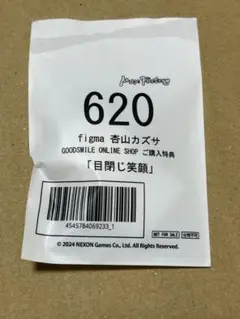 Max Factory
620
figma 杏山カズサ
GOODSMILE ONLINE SHOP ご購入特典
「目閉じ笑顔」
4545784069233_1
NOT FOR SALE
© 2024 NEXON Games Co., Ltd. All Rights Reserved.